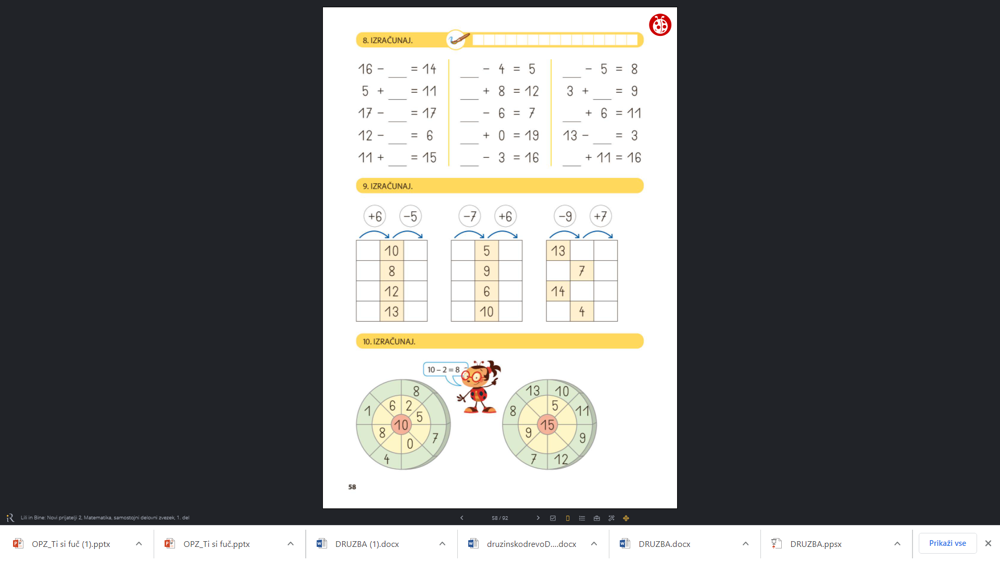 8. IZRAČUNAJ.
16 – ___ = 14
5 + ___ = 11
17 – ___ = 17
12 – ___ = 6
11 + ___ = 15
___ – 4 = 5
___ + 8 = 12
___ – 6 = 7
___ + 0 = 19
___ – 3 = 16
___ – 5 = 8
3 + ___ = 9
___ + 6 = 11
13 – ___ = 3
___ + 11 = 16
9. IZRAČUNAJ.
+6 –5
10
8
12
13
–7 +6
5
9
6
10
–9 +7
13
7
14
4
10. IZRAČUNAJ.
10 – 2 = 8
8
1 6 2 5
10
8 0 7
4
13 10
8 5 11
15
9 9
7 12
58
Lili in Bine: Novi prijatelji 2, Matematika, samostojni delovni zvezek, 1. del
58 / 92
OPZ_Ti si fuč (1).pptx
OPZ_Ti si fuč.pptx
DRUZBA (1).docx
druzinskodrevoD....docx
DRUZBA.docx
DRUZBA.ppsx
Prikaži vse